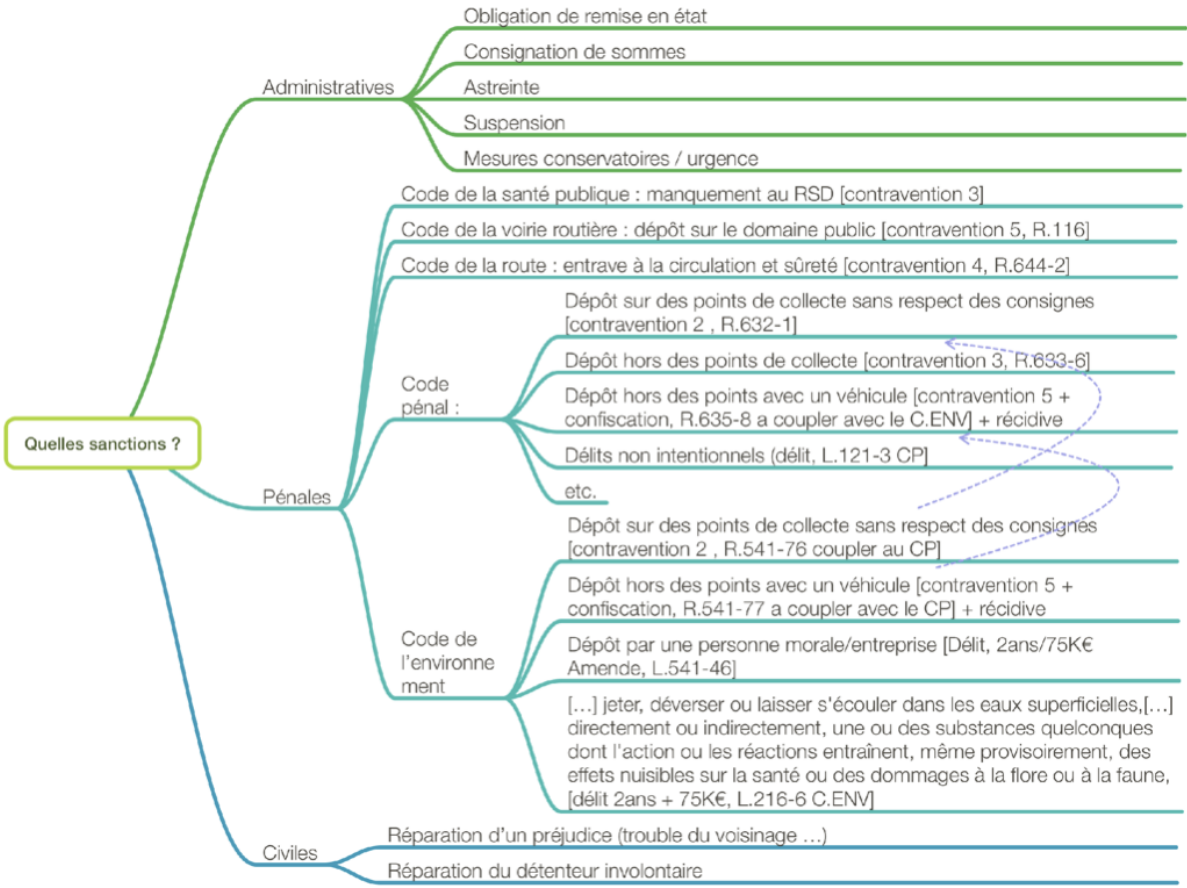 Quelles sanctions ?
Administratives
Obligation de remise en état
Consignation de sommes
Astreinte
Suspension
Mesures conservatoires / urgence
Pénales
Code de la santé publique : manquement au RSD [contravention 3]
Code de la voirie routière : dépôt sur le domaine public [contravention 5, R.116]
Code de la route : entrave à la circulation et sûreté [contravention 4, R.644-2]
Code
pénal :
Dépôt sur des points de collecte sans respect des consignes
[contravention 2 , R.632-1]
Dépôt hors des points de collecte [contravention 3, R.633-6]
Dépôt hors des points avec un véhicule [contravention 5 +
confiscation, R.635-8 a coupler avec le C.ENV] + récidive
Délits non intentionnels (délit, L.121-3 CP]
etc.
Code de
l'environne
ment
Dépôt sur des points de collecte sans respect des consignes
[contravention 2 , R.541-76 coupler au CP]
Dépôt hors des points avec un véhicule [contravention 5 +
confiscation, R.541-77 a coupler avec le CP] + récidive
Dépôt par une personne morale/entreprise [Délit, 2ans/75K€
Amende, L.541-46]
[…] jeter, déverser ou laisser s'écouler dans les eaux superficielles,[…]
directement ou indirectement, une ou des substances quelconques
dont l'action ou les réactions entraînent, même provisoirement, des
effets nuisibles sur la santé ou des dommages à la flore ou à la faune,
[délit 2ans + 75K€, L.216-6 C.ENV]
Civiles
Réparation d'un préjudice (trouble du voisinage …)
Réparation du détenteur involontaire